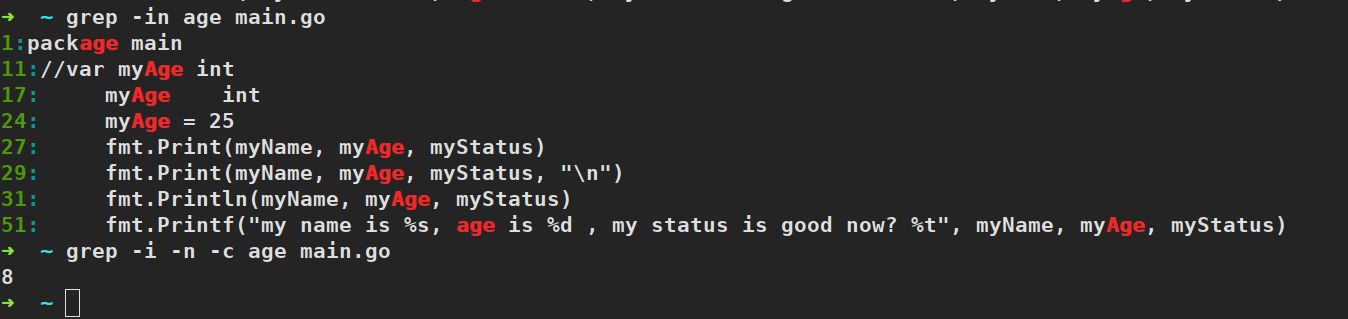 ➜  ~ grep -in age main.go
1:package main
11://var myAge int
17:     myAge    int
24:     myAge = 25
27:     fmt.Print(myName, myAge, myStatus)
29:     fmt.Print(myName, myAge, myStatus, "\n")
31:     fmt.Println(myName, myAge, myStatus)
51:     fmt.Printf("my name is %s, age is %d , my status is good now? %t", myName, myAge, myStatus)
➜  ~ grep -i -n -c age main.go
8
➜  ~